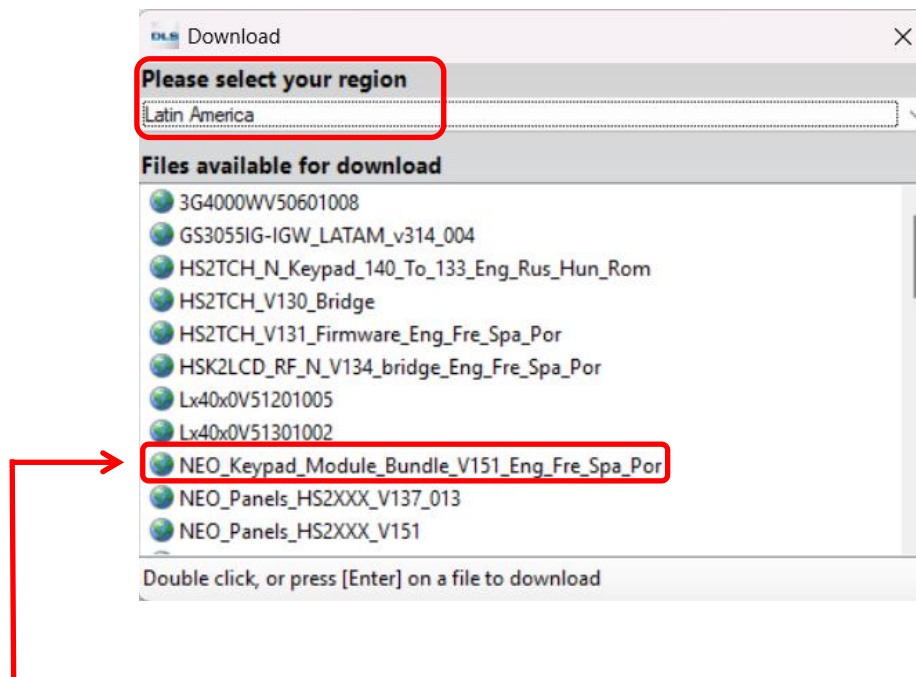 DLS Download
Please select your region
Latin America
Files available for download
3G4000WV50601008
GS3055IG-IGW_LATAM_v314_004
HS2TCH_N_Keypad_140_To_133_Eng_Rus_Hun_Rom
HS2TCH_V130_Bridge
HS2TCH_V131_Firmware_Eng_Fre_Spa_Por
HSK2LCD_RF_N_V134_bridge_Eng_Fre_Spa_Por
Lx40x0V51201005
Lx40x0V51301002
NEO_Keypad_Module_Bundle_V151_Eng_Fre_Spa_Por
NEO_Panels_HS2XXX_V137_013
NEO_Panels_HS2XXX_V151
Double click, or press [Enter] on a file to download